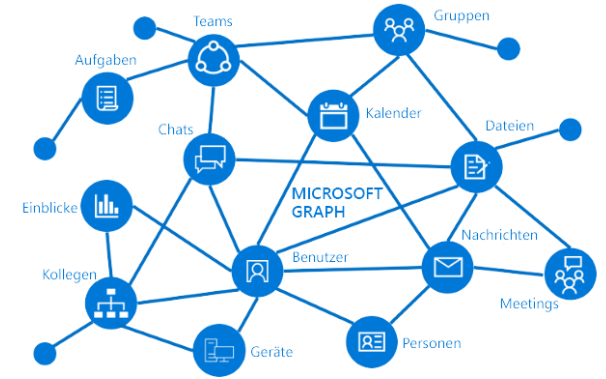 Teams
Gruppen
Aufgaben
Kalender
Chats
Dateien
MICROSOFT
GRAPH
Einblicke
Nachrichten
Benutzer
Kollegen
Meetings
Geräte
Personen